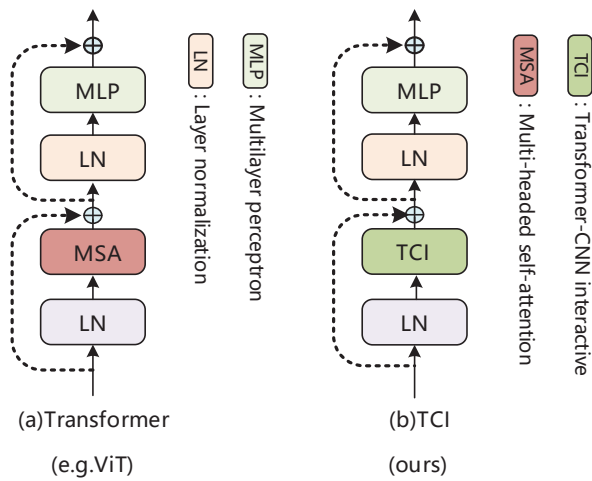 MLP
LN
MSA
LN
(a)Transformer
(e.g.ViT)
LN : Layer normalization
MLP : Multilayer perceptron
MLP
LN
TCI
LN
(b)TCI
(ours)
MSA : Multi-headed self-attention
TCI : Transformer-CNN interactive